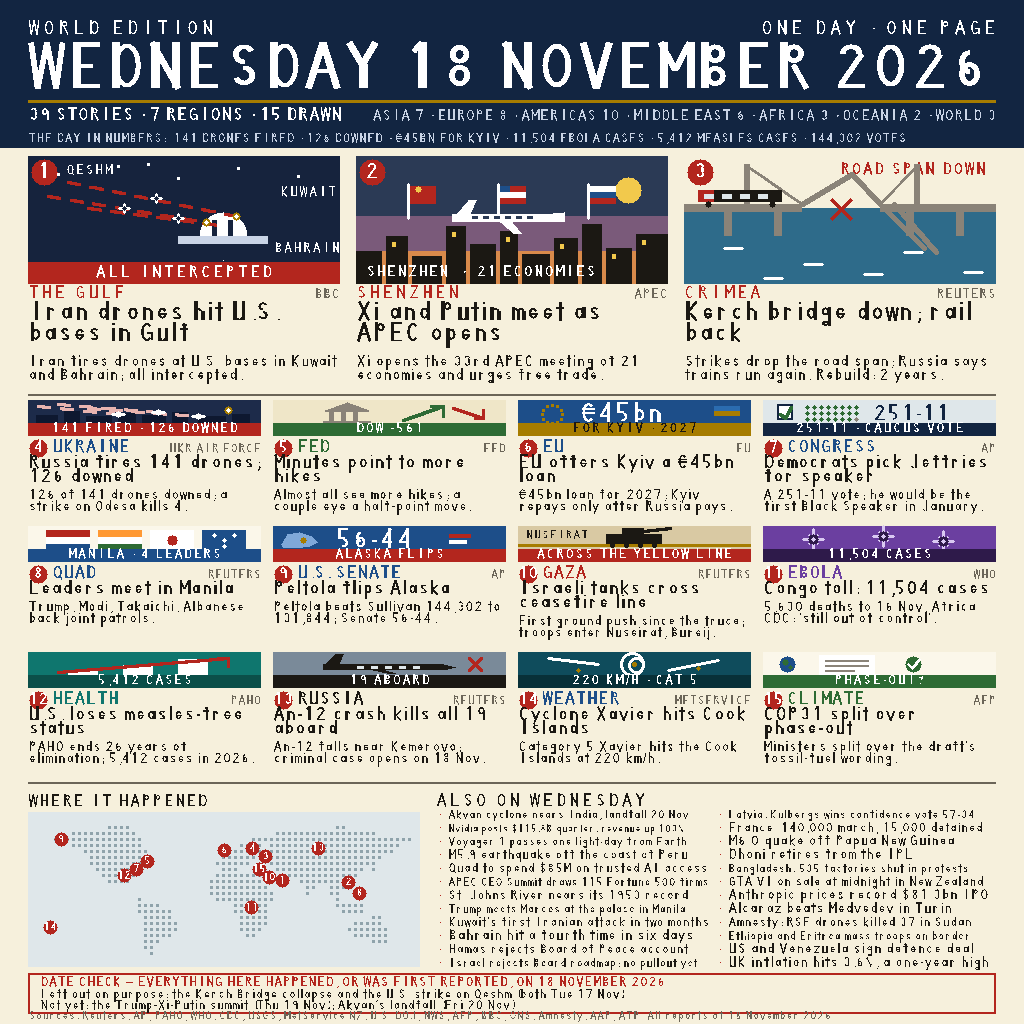 WORLD EDITION
ONE DAY · ONE PAGE
WEDNESDAY 18 NOVEMBER 2026
39 STORIES · 7 REGIONS · 15 DRAWN
ASIA 7 · EUROPE 8 · AMERICAS 10 · MIDDLE EAST 6 · AFRICA 3 · OCEANIA 2 · WORLD 3
THE DAY IN NUMBERS: 141 DRONES FIRED · 126 DOWNED · €45BN FOR KYIV · 11,504 EBOLA CASES · 5,412 MEASLES CASES · 144,302 VOTES
1
QESHM
KUWAIT
BAHRAIN
ALL INTERCEPTED
THE GULF
BBC
Iran drones hit U.S.
bases in Gulf
Iran fires drones at U.S. bases in Kuwait
and Bahrain; all intercepted.
2
SHENZHEN · 21 ECONOMIES
SHENZHEN
APEC
Xi and Putin meet as
APEC opens
Xi opens the 33rd APEC meeting of 21
economies and urges free trade.
3
ROAD SPAN DOWN
CRIMEA
REUTERS
Kerch bridge down; rail
back
Strikes drop the road span; Russia says
trains run again. Rebuild: 2 years.
141 FIRED · 126 DOWNED
4 UKRAINE
UKR AIR FORCE
Russia fires 141 drones;
126 downed
126 of 141 drones downed; a
strike on Odesa kills 4.
DOW -561
5 FED
FED
Minutes point to more
hikes
Almost all see more hikes; a
couple eye a half-point move.
€45bn
FOR KYIV · 2027
6 EU
EU
EU offers Kyiv a €45bn
loan
€45bn loan for 2027; Kyiv
repays only after Russia pays.
251-11
251-11 · CAUCUS VOTE
7 CONGRESS
AP
Democrats pick Jeffries
for speaker
A 251-11 vote; he would be the
first Black Speaker in January.
MANILA · 4 LEADERS
8 QUAD
REUTERS
Leaders meet in Manila
Trump, Modi, Takaichi, Albanese
back joint patrols.
56-44
ALASKA FLIPS
9 U.S. SENATE
AP
Peltola flips Alaska
Peltola beats Sullivan 144,302 to
131,844; Senate 56-44.
NUSEIRAT
ACROSS THE YELLOW LINE
10 GAZA
REUTERS
Israeli tanks cross
ceasefire line
First ground push since the truce;
troops enter Nuseirat, Bureij.
11,504 CASES
11 EBOLA
WHO
Congo toll: 11,504 cases
5,630 deaths to 16 Nov; Africa
CDC: 'still out of control'.
5,412 CASES
12 HEALTH
PAHO
U.S. loses measles-free
status
PAHO ends 26 years of
elimination; 5,412 cases in 2026.
19 ABOARD
13 RUSSIA
REUTERS
An-12 crash kills all 19
aboard
An-12 falls near Kemerovo;
criminal case opens on 18 Nov.
220 KM/H · CAT 5
14 WEATHER
METSERVICE
Cyclone Xavier hits Cook
Islands
Category 5 Xavier hits the Cook
Islands at 220 km/h.
PHASE-OUT?
15 CLIMATE
AFP
COP31 split over
phase-out
Ministers split over the draft's
fossil-fuel wording.
WHERE IT HAPPENED
ALSO ON WEDNESDAY
· Akvan cyclone nears India, landfall 20 Nov
· Nvidia posts $115.8B quarter, revenue up 103%
· Voyager 1 passes one light-day from Earth
· M5.9 earthquake off the coast of Peru
· Quad to spend $85M on trusted AI access
· APEC CEO Summit draws 115 Fortune 500 firms
· St. Johns River nears its 1953 record
· Trump meets Marcos at the palace in Manila
· Kuwait's first Iranian attack in two months
· Bahrain hit a fourth time in six days
· Hamas rejects Board of Peace account
· Israel rejects Board roadmap: no pullout yet
· Latvia: Kulbergs wins confidence vote 57-34
· France: 140,000 march, 15,000 detained
· M6.0 quake off Papua New Guinea
· Dhoni retires from the IPL
· Bangladesh: 535 factories shut in protests
· GTA VI on sale at midnight in New Zealand
· Anthropic prices record $81.3bn IPO
· Alcaraz beats Medvedev in Turin
· Amnesty: RSF drones killed 37 in Sudan
· Ethiopia and Eritrea mass troops on border
· US and Venezuela sign defence deal
· UK inflation hits 3.6%, a one-year high
DATE CHECK — EVERYTHING HERE HAPPENED, OR WAS FIRST REPORTED, ON 18 NOVEMBER 2026
Left out on purpose: the Kerch Bridge collapse and the U.S. strike on Qeshm (both Tue 17 Nov)
Not yet: the Trump-Xi-Putin summit (Thu 19 Nov); Akvan's landfall (Fri 20 Nov)
Sources: Reuters, AP, PAHO, WHO, CDC, USGS, MetService NZ, U.S. DOJ, NWS, AFP, BBC, CNS, Amnesty, AAP, ATP. All reports of 18 November 2026